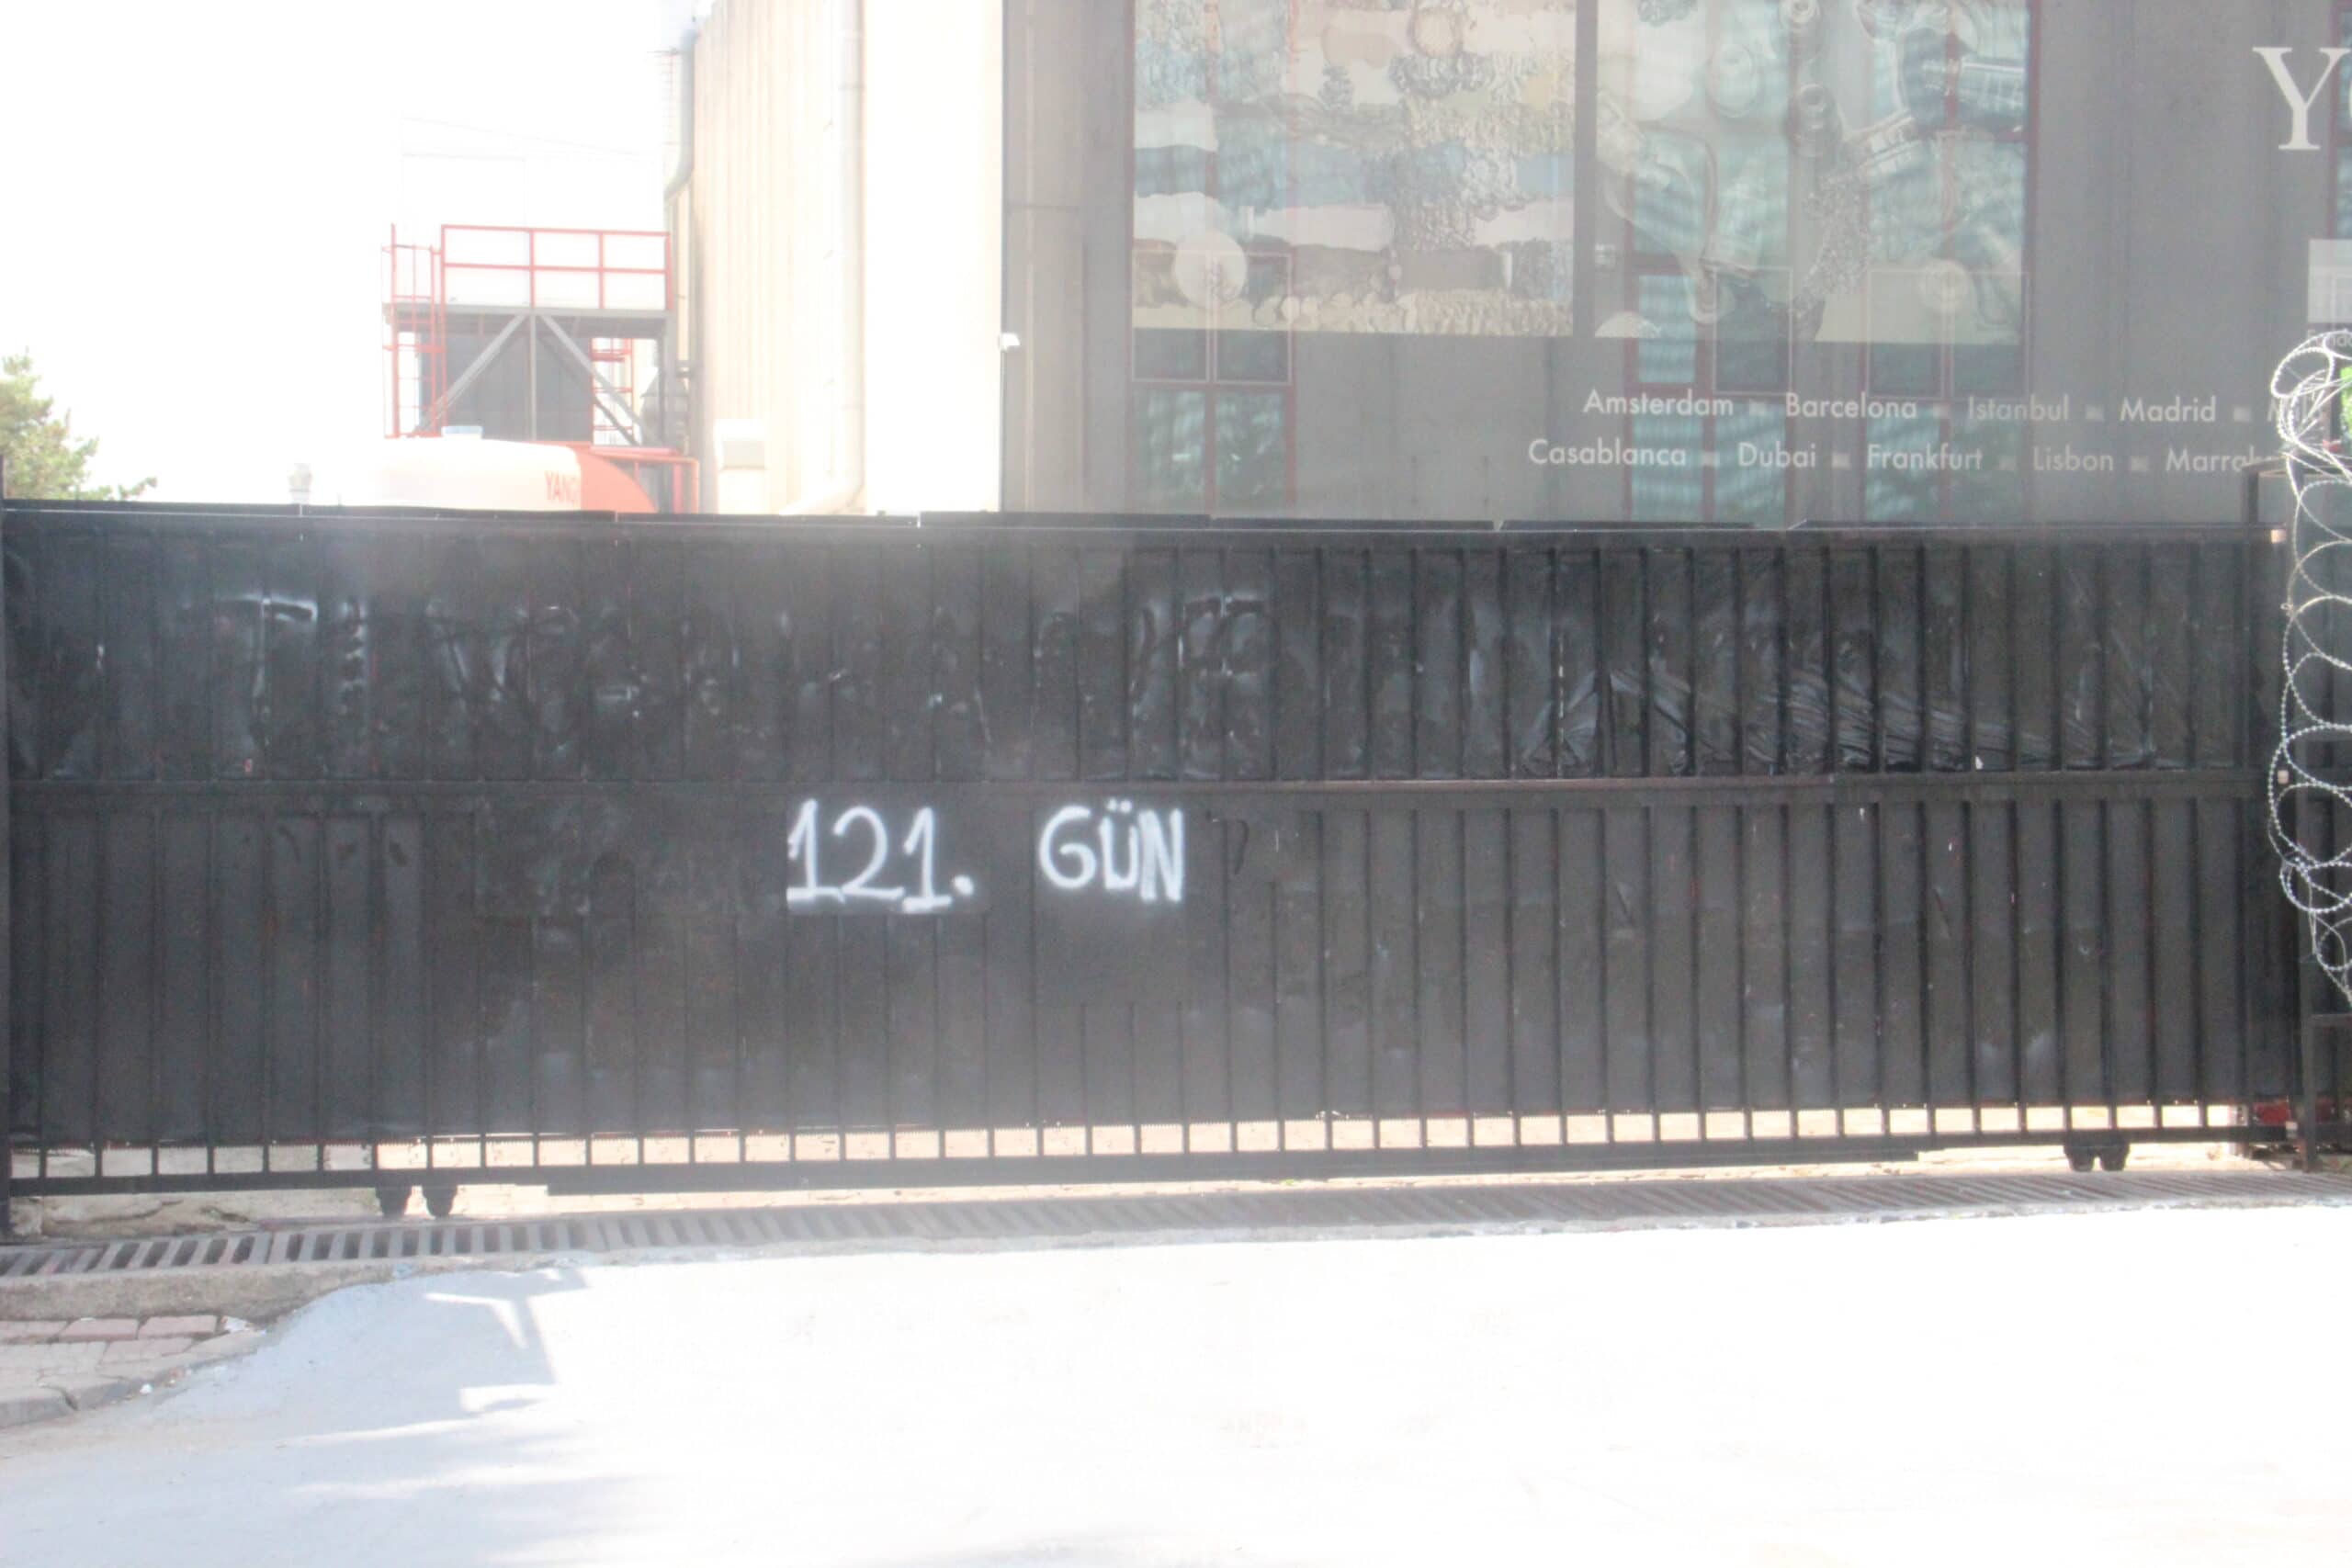 Amsterdam Barcelona Istanbul Madrid
Casablanca Dubai Frankfurt Lisbon
121. GÜN